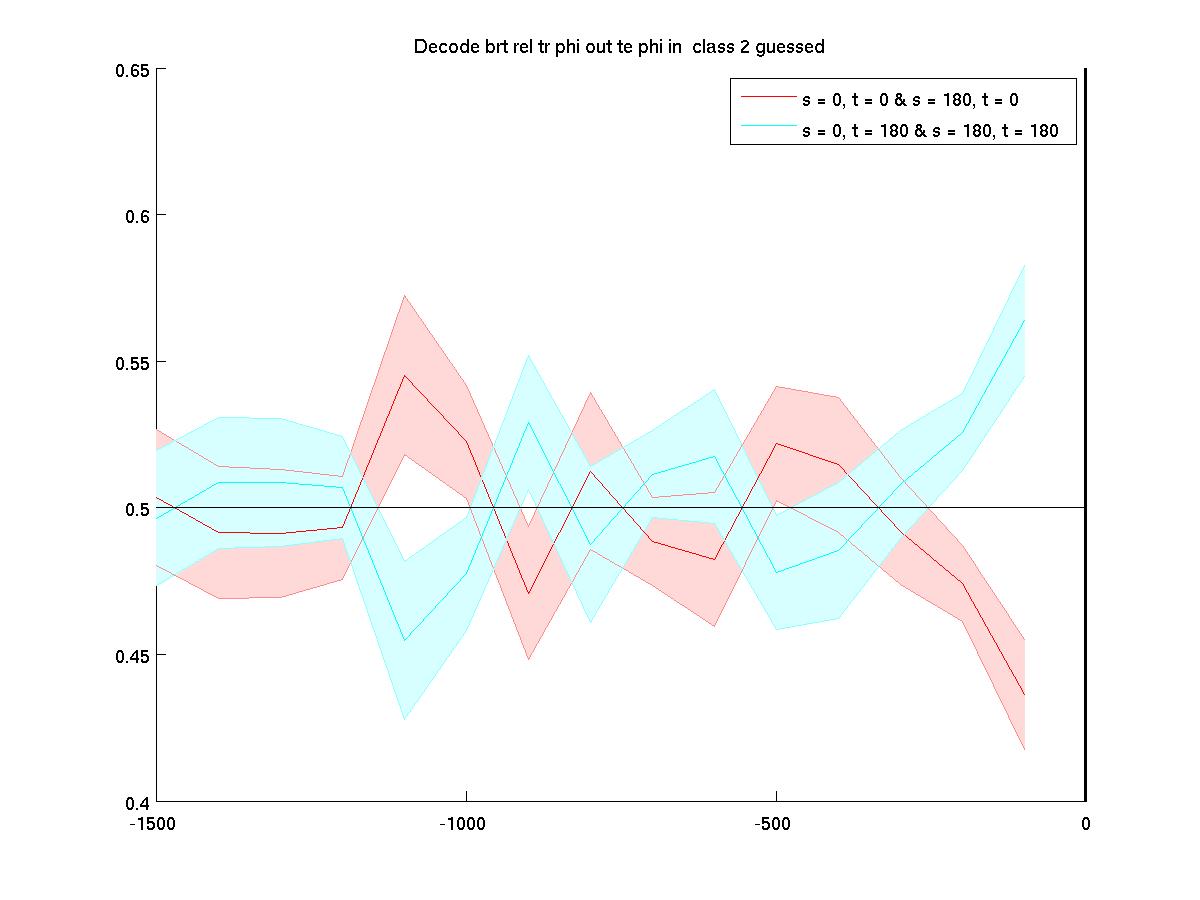 Decode brt rel tr phi out te phi in  class 2 guessed
0.65
s = 0, t = 0 & s = 180, t = 0
s = 0, t = 180 & s = 180, t = 180
0.6
0.55
0.5
0.45
0.4
-1500 -1000 -500 0